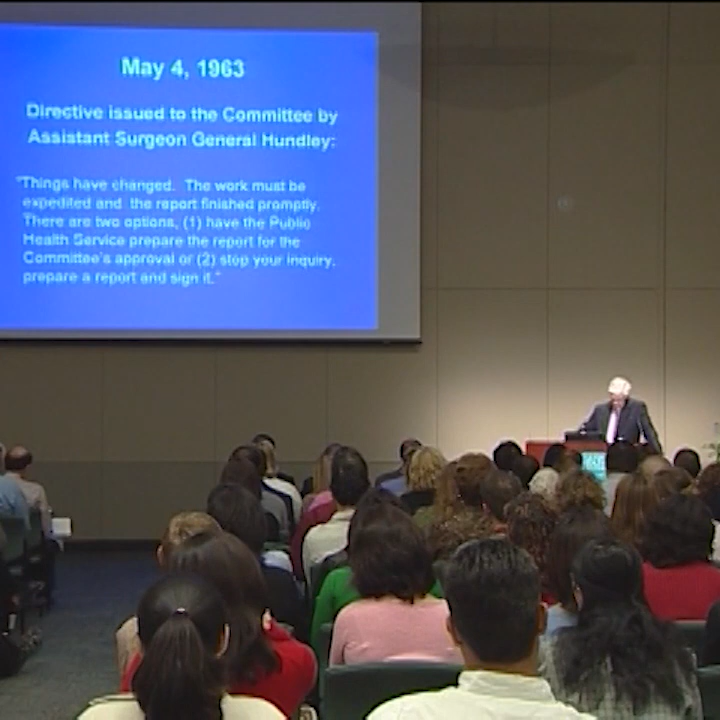 May 4, 1963
Directive issued to the Committee by
Assistant Surgeon General Hundley:
"Things have changed. The work must be
expedited and the report finished promptly.
There are two options, (1) have the Public
Health Service prepare the report for the
Committee's approval or (2) stop your inquiry,
prepare a report and sign it."